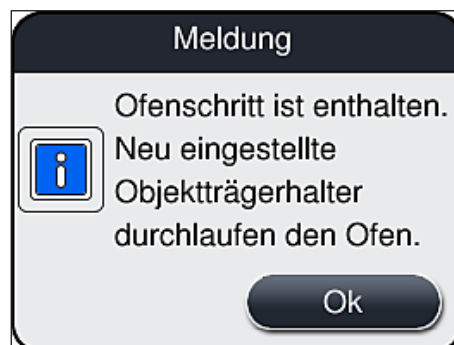 Meldung
Ofenschritt ist enthalten.
Neu eingestellte
Objektträgerhalter
durchlaufen den Ofen.
Ok